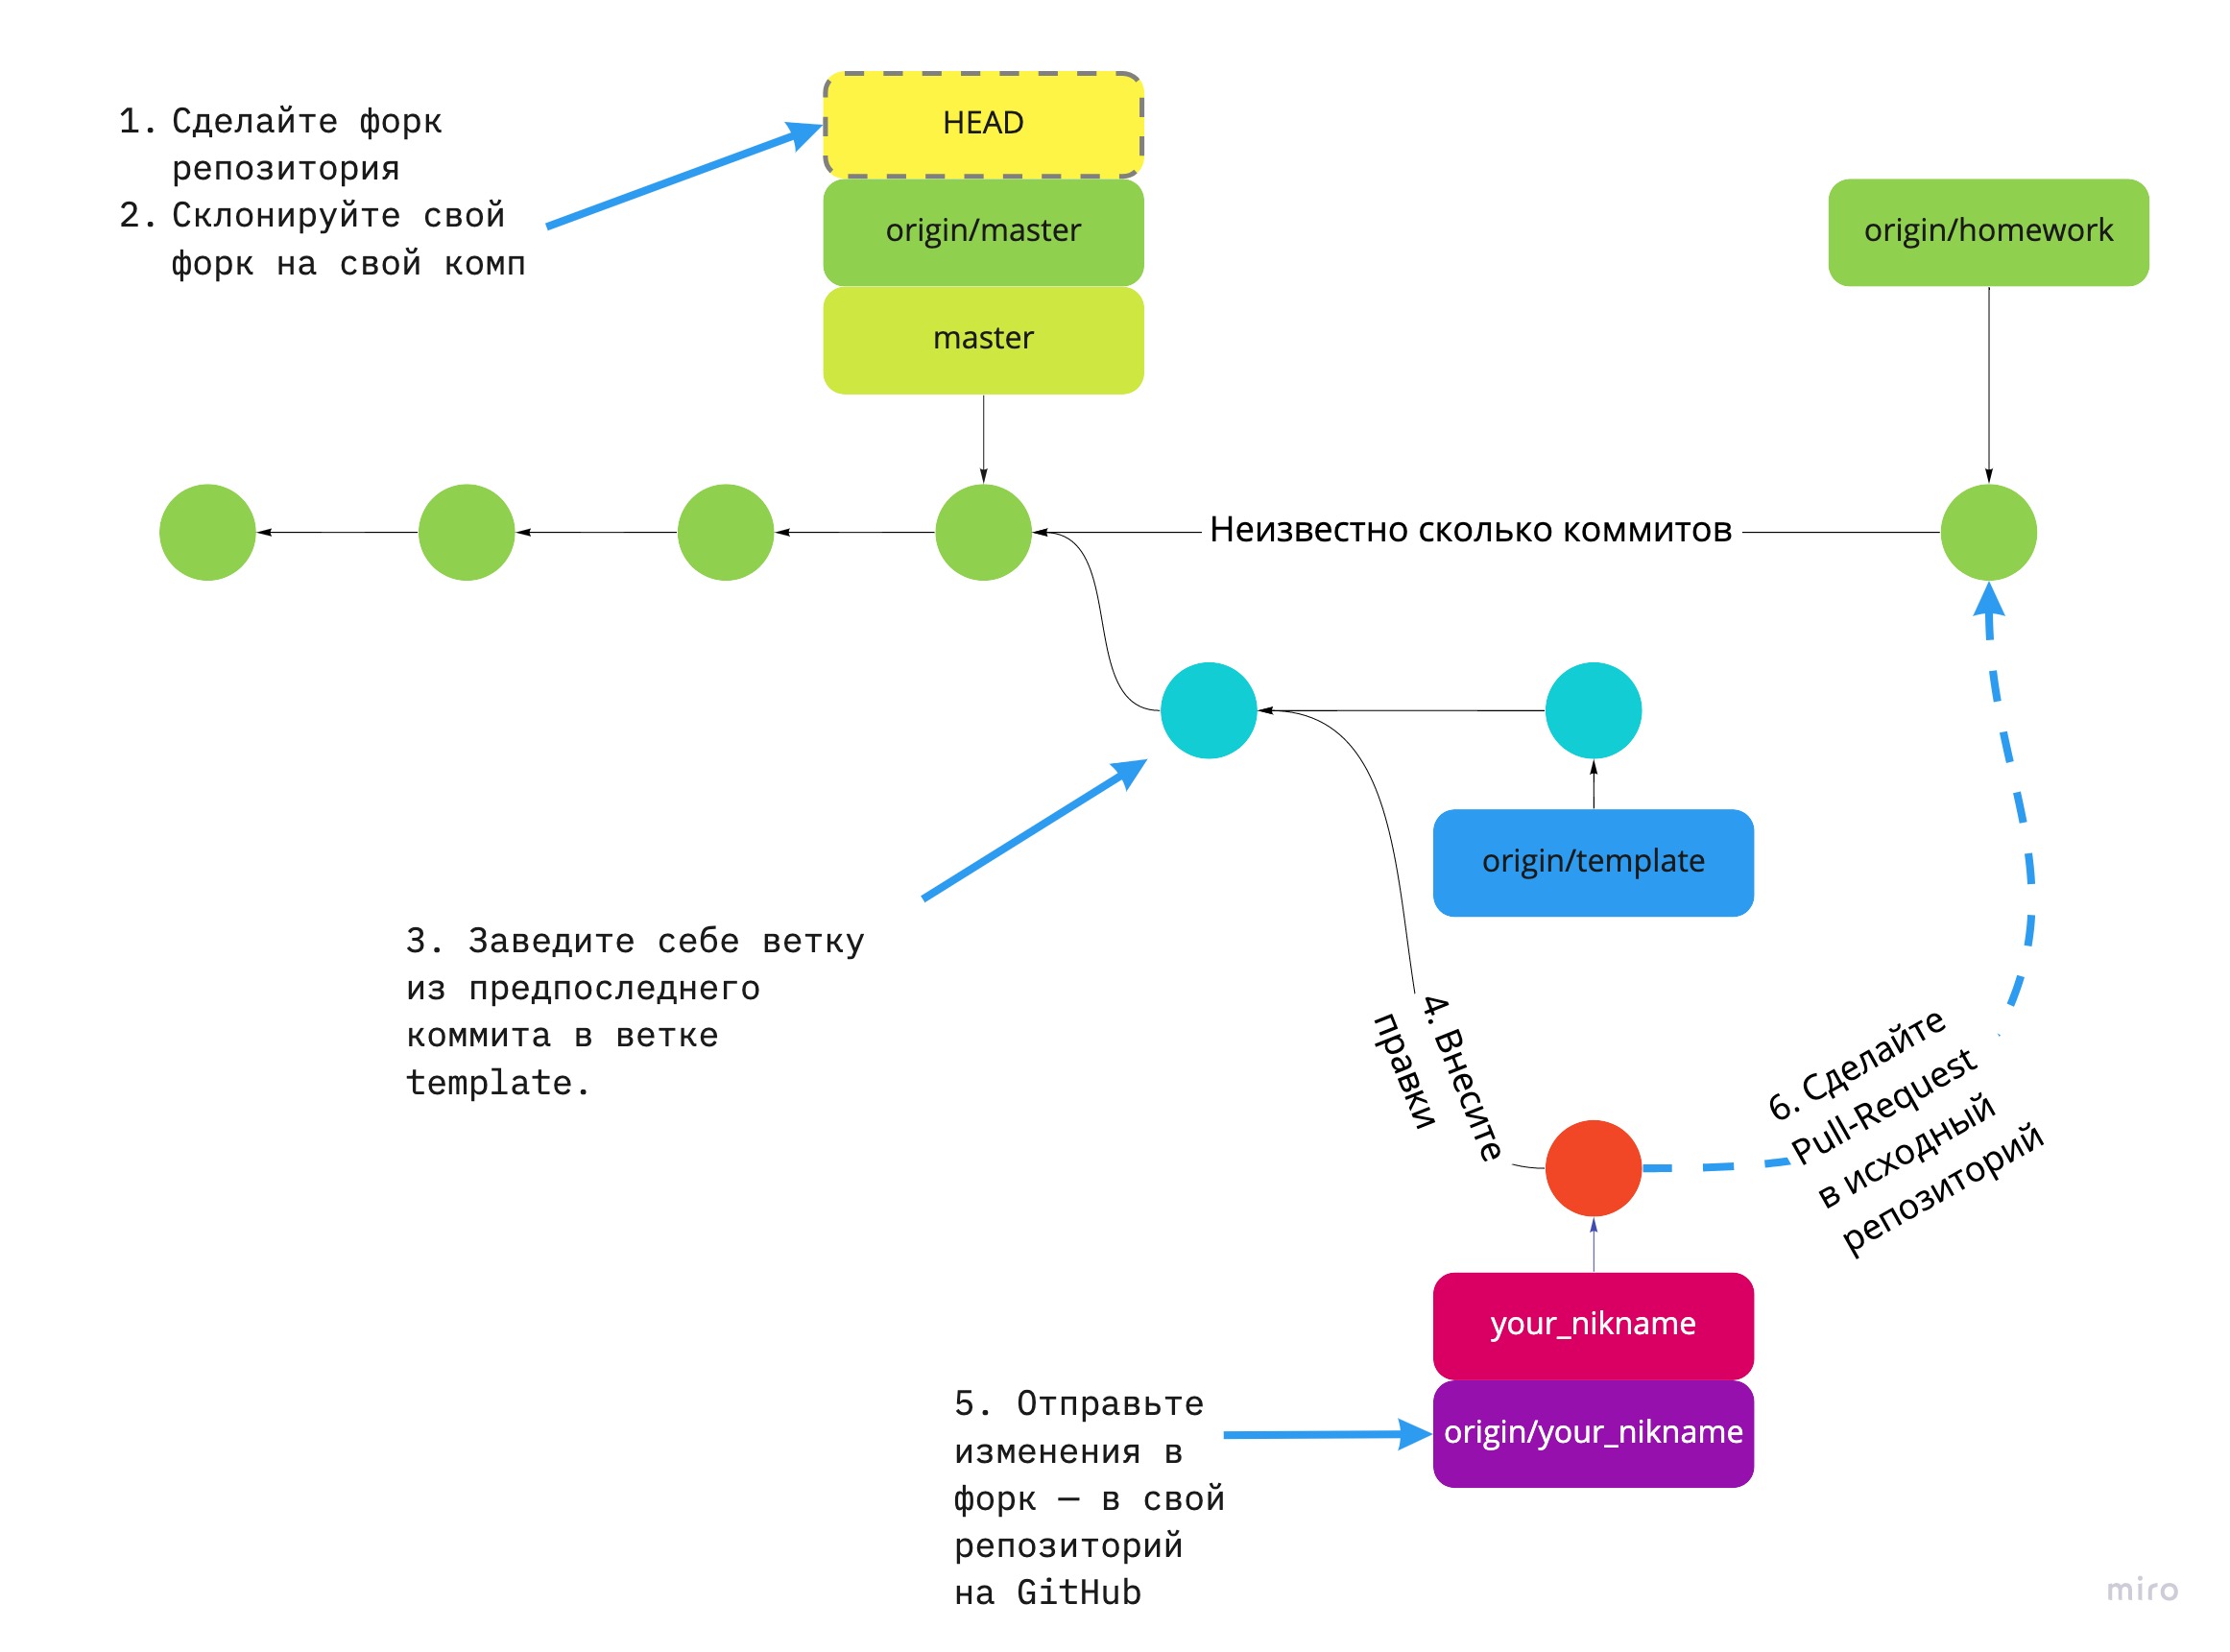 1. Сделайте форк
репозитория
2. Склонируйте свой
форк на свой комп
HEAD
origin/master
master
origin/homework
Неизвестно сколько коммитов
origin/template
3. Заведите себе ветку
из предпоследнего
коммита в ветке
template.
4. Внесите
правки
6. Сделайте
Pull-Request
в исходный
репозиторий
your_nikname
origin/your_nikname
5. Отправьте
изменения в
форк — в свой
репозиторий
на GitHub
miro